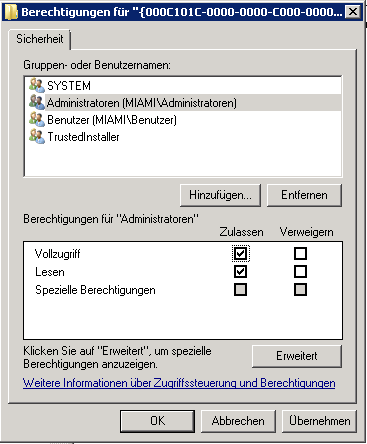 Berechtigungen für "{000C101C-0000-0000-C000-0000...
Sicherheit
Gruppen- oder Benutzernamen:
SYSTEM
Administratoren (MIAMI\Administratoren)
Benutzer (MIAMI\Benutzer)
TrustedInstaller
Hinzufügen... Entfernen
Berechtigungen für "Administratoren"
Zulassen Verweigern
Vollzugriff
Lesen
Spezielle Berechtigungen
Klicken Sie auf "Erweitert", um spezielle
Berechtigungen anzuzeigen.
Erweitert
Weitere Informationen über Zugriffssteuerung und Berechtigungen
OK Abbrechen Übernehmen